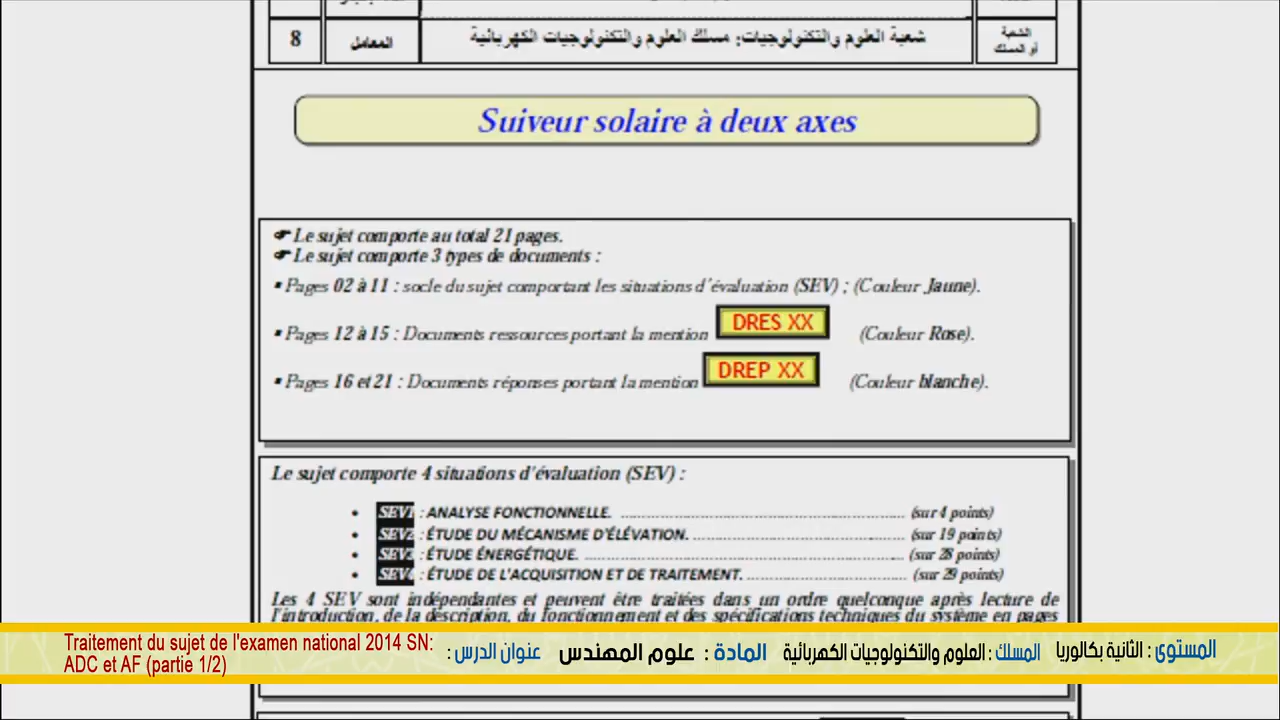 شعبة العلوم والتكنولوجيات: مسلك العلوم والتكنولوجيات الكهربائية
الشعبة
أو المسلك
المعامل
8
Suiveur solaire à deux axes
☛ Le sujet comporte au total 21 pages.
☛ Le sujet comporte 3 types de documents :
▪ Pages 02 à 11 : socle du sujet comportant les situations d'évaluation (SEV) ; (Couleur Jaune).
▪ Pages 12 à 15 : Documents ressources portant la mention DRES XX (Couleur Rose).
▪ Pages 16 et 21 : Documents réponses portant la mention DREP XX (Couleur blanche).
Le sujet comporte 4 situations d'évaluation (SEV) :
• SEV1 : ANALYSE FONCTIONNELLE. ........ (sur 4 points)
• SEV2 : ÉTUDE DU MÉCANISME D'ÉLÉVATION. ........ (sur 19 points)
• SEV3 : ÉTUDE ÉNERGÉTIQUE. ........ (sur 28 points)
• SEV4 : ÉTUDE DE L'ACQUISITION ET DE TRAITEMENT. ........ (sur 29 points)
Les 4 SEV sont indépendantes et peuvent être traitées dans un ordre quelconque après lecture de
l'introduction, de la description, du fonctionnement et des spécifications techniques du système en pages
المستوى : الثانية بكالوريا المسلك : العلوم والتكنولوجيات الكهربائية المادة : علوم المهندس عنوان الدرس :
Traitement du sujet de l'examen national 2014 SN:
ADC et AF (partie 1/2)